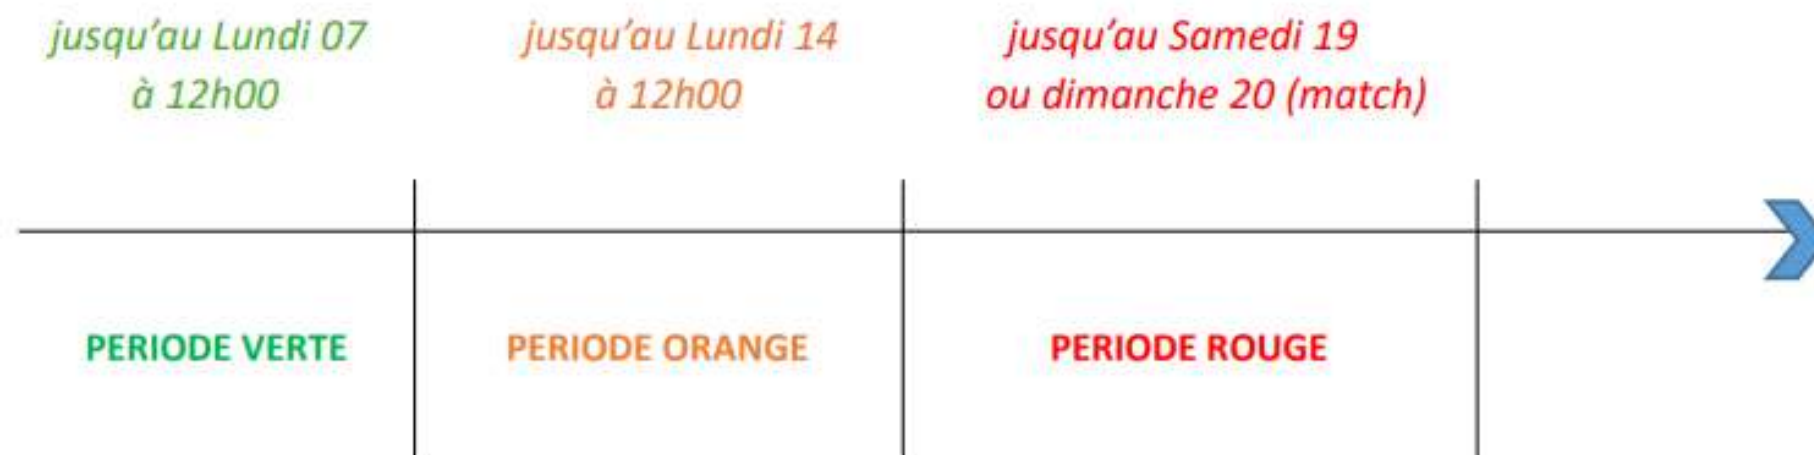 jusqu'au Lundi 07
à 12h00
jusqu'au Lundi 14
à 12h00
jusqu'au Samedi 19
ou dimanche 20 (match)
PERIODE VERTE
PERIODE ORANGE
PERIODE ROUGE